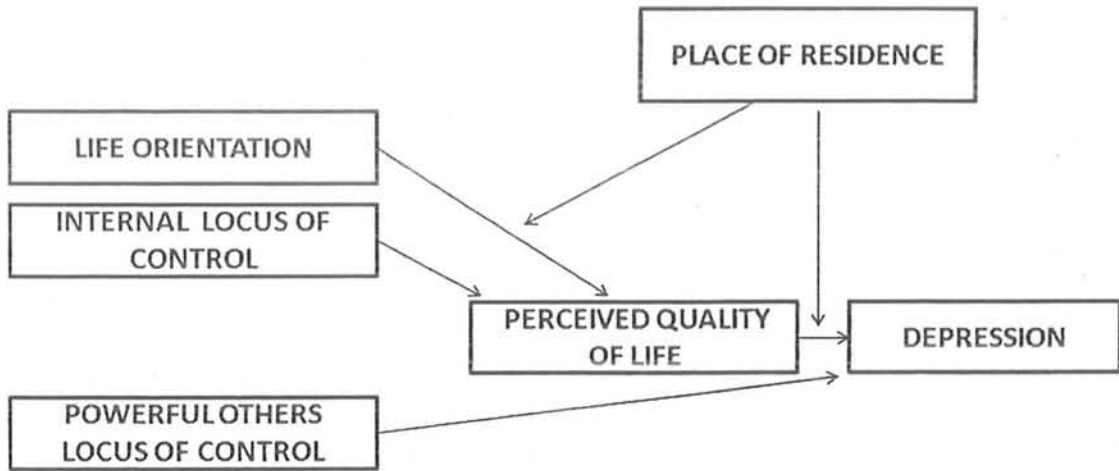 PLACE OF RESIDENCE
LIFE ORIENTATION
INTERNAL LOCUS OF
CONTROL
PERCEIVED QUALITY
OF LIFE
DEPRESSION
POWERFUL OTHERS
LOCUS OF CONTROL